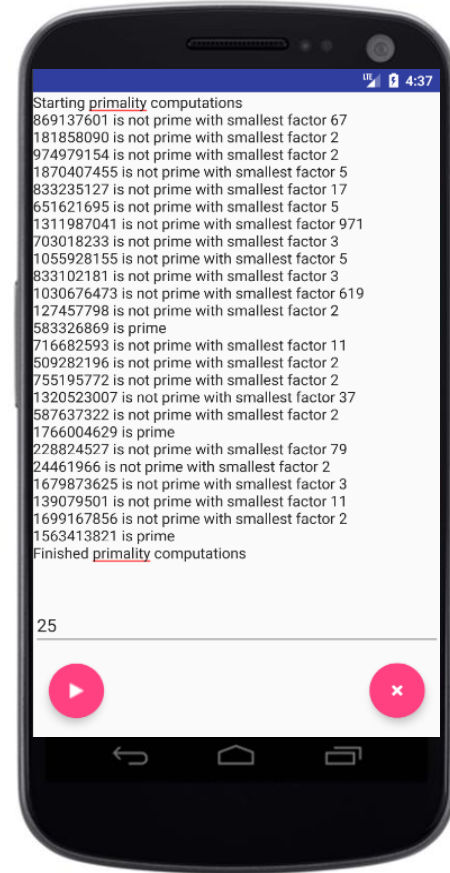 LTE 4:37
Starting primality computations
869137601 is not prime with smallest factor 67
181858090 is not prime with smallest factor 2
974979154 is not prime with smallest factor 2
1870407455 is not prime with smallest factor 5
833235127 is not prime with smallest factor 17
651621695 is not prime with smallest factor 5
1311987041 is not prime with smallest factor 971
703018233 is not prime with smallest factor 3
1055928155 is not prime with smallest factor 5
833102181 is not prime with smallest factor 3
1030676473 is not prime with smallest factor 619
127457798 is not prime with smallest factor 2
583326869 is prime
716682593 is not prime with smallest factor 11
509282196 is not prime with smallest factor 2
755195772 is not prime with smallest factor 2
1320523007 is not prime with smallest factor 37
587637322 is not prime with smallest factor 2
1766004629 is prime
228824527 is not prime with smallest factor 79
24461966 is not prime with smallest factor 2
1679873625 is not prime with smallest factor 3
139079501 is not prime with smallest factor 11
1699167856 is not prime with smallest factor 2
1563413821 is prime
Finished primality computations
25